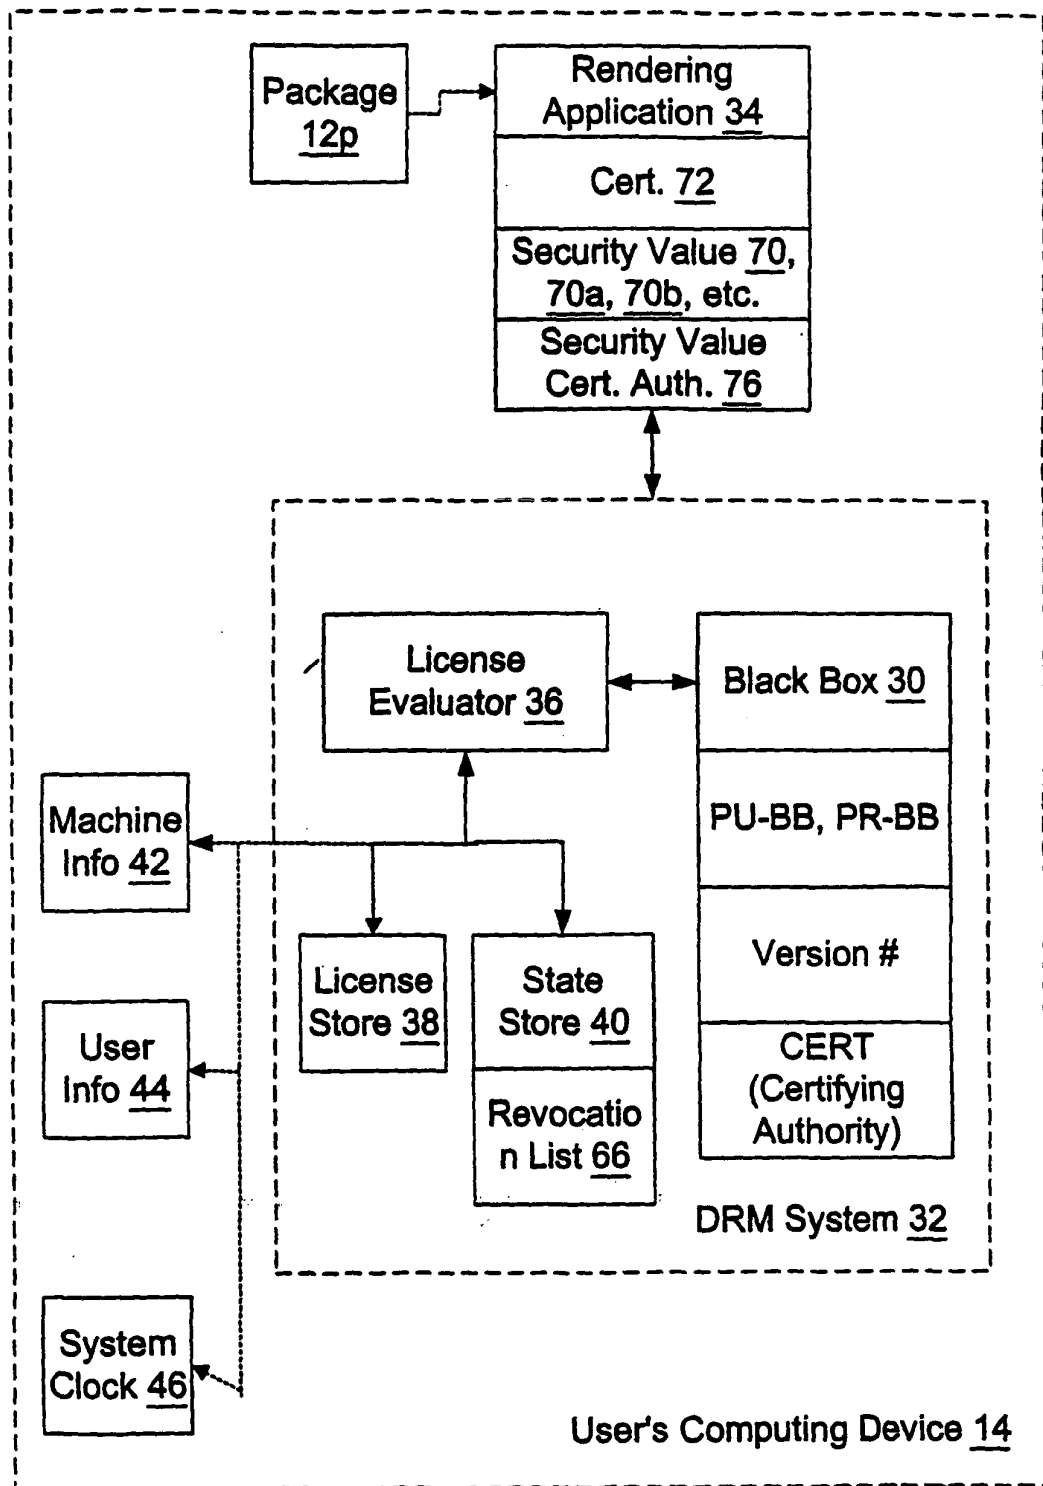 Package
12p
Rendering
Application 34
Cert. 72
Security Value 70,
70a, 70b, etc.
Security Value
Cert. Auth. 76
License
Evaluator 36
Black Box 30
PU-BB, PR-BB
Version #
CERT
(Certifying
Authority)
Machine
Info 42
License
Store 38
State
Store 40
Revocatio
n List 66
User
Info 44
DRM System 32
System
Clock 46
User's Computing Device 14